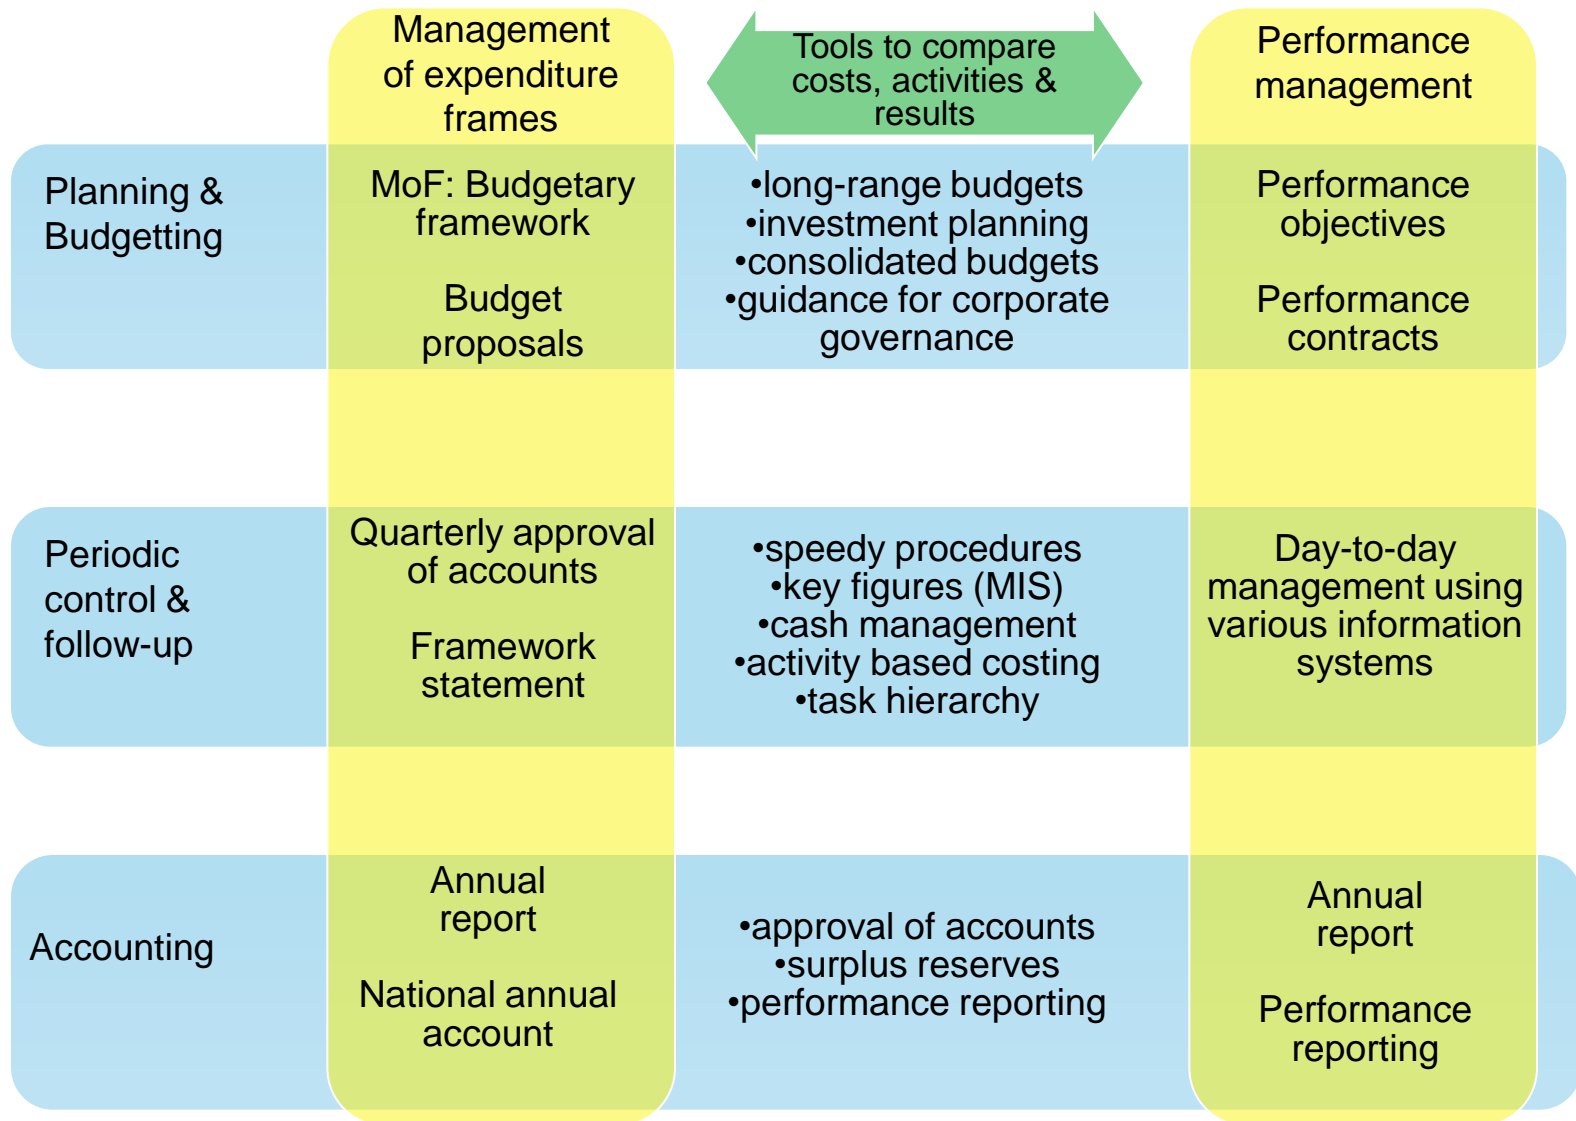 Management
of expenditure
frames
Tools to compare
costs, activities &
results
Performance
management
Planning &
Budgetting
MoF: Budgetary
framework
Budget
proposals
•long-range budgets
•investment planning
•consolidated budgets
•guidance for corporate
governance
Performance
objectives
Performance
contracts
Periodic
control &
follow-up
Quarterly approval
of accounts
Framework
statement
•speedy procedures
•key figures (MIS)
•cash management
•activity based costing
•task hierarchy
Day-to-day
management using
various information
systems
Accounting
Annual
report
National annual
account
•approval of accounts
•surplus reserves
•performance reporting
Annual
report
Performance
reporting